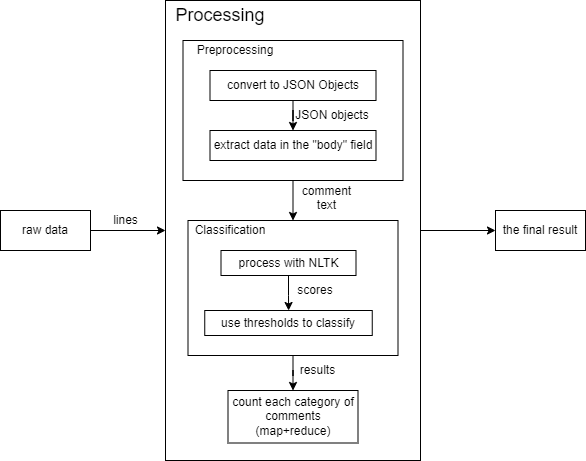 Processing
Preprocessing
convert to JSON Objects
JSON objects
extract data in the "body" field
comment
text
raw data
lines
Classification
process with NLTK
scores
use thresholds to classify
results
count each category of
comments
(map+reduce)
the final result